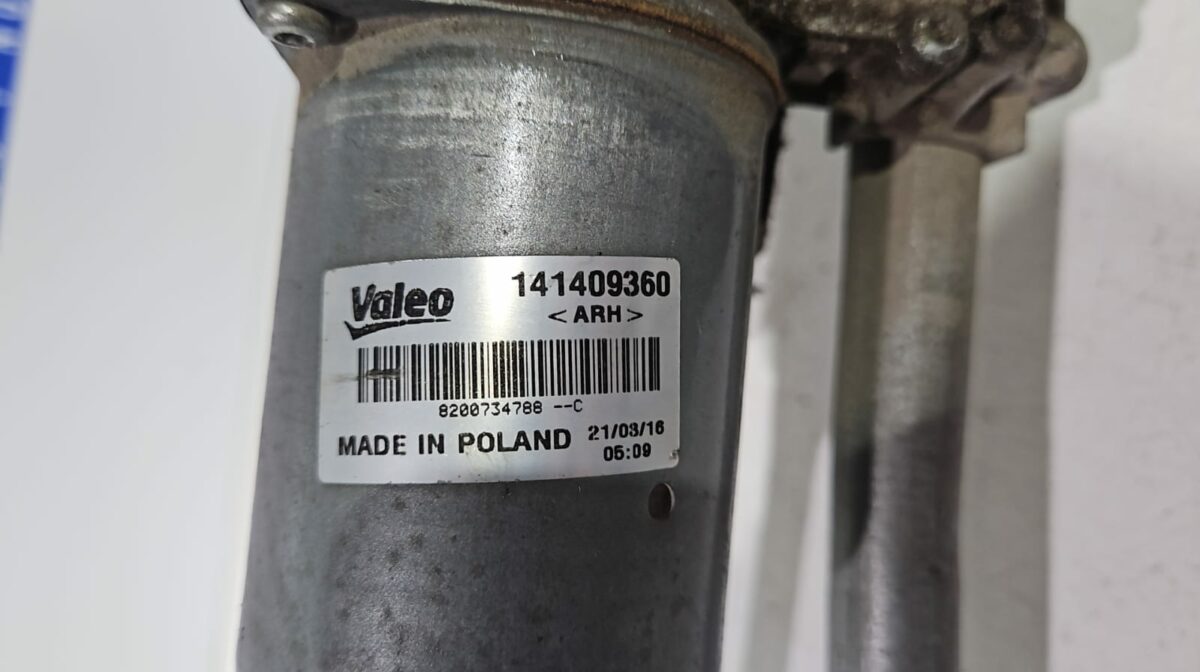 Valeo 141409360
<ARH>
8200734788 --C
MADE IN POLAND 21/03/16
05:09